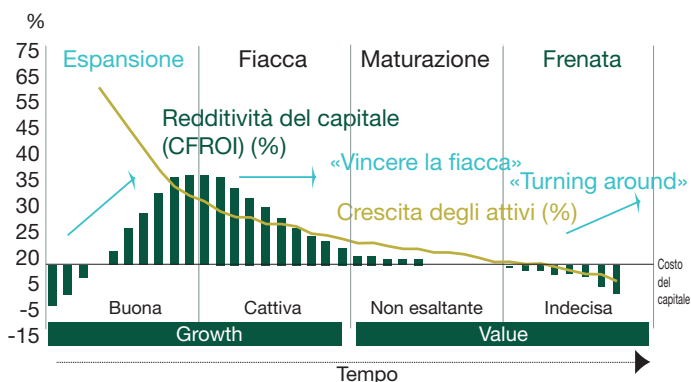 %
75
65
55
45
40
35
30
25
20
5
-5
-15
Espansione
Fiacca
Maturazione
Frenata
Redditività del capitale
(CFROI) (%)
«Vincere la fiacca»
«Turning around»
Crescita degli attivi (%)
Costo
del
capitale
Buona
Cattiva
Non esaltante
Indecisa
Growth
Value
Tempo